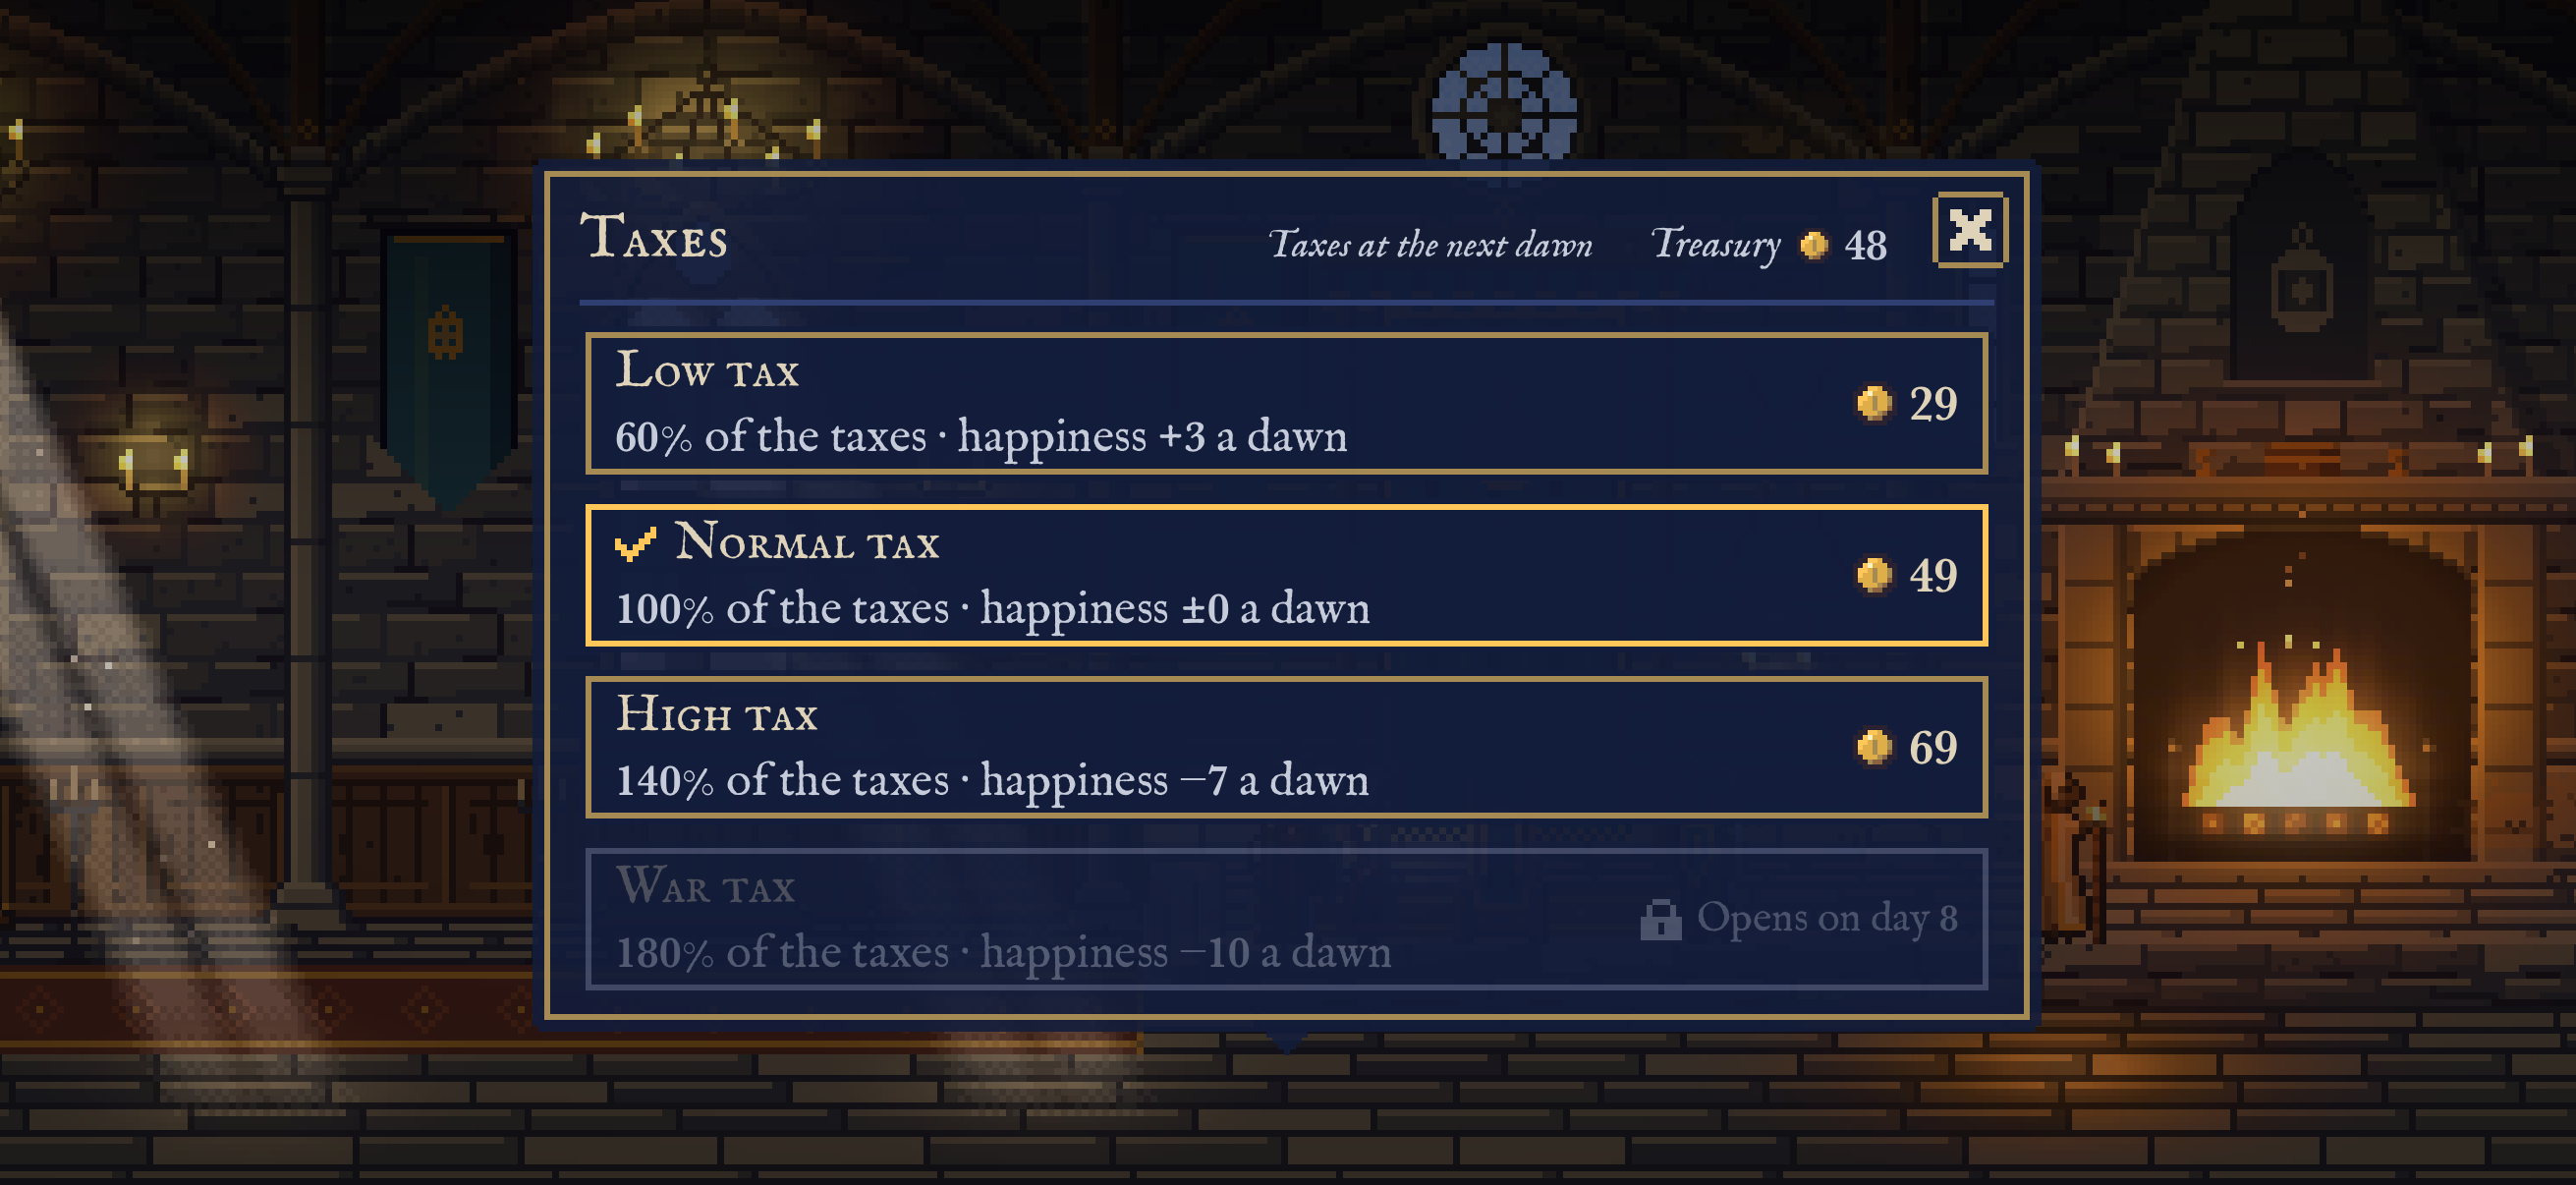 Taxes
Taxes at the next dawn
Treasury 48
Low tax
60% of the taxes · happiness +3 a dawn
29
Normal tax
100% of the taxes · happiness ±0 a dawn
49
High tax
140% of the taxes · happiness −7 a dawn
69
War tax
180% of the taxes · happiness −10 a dawn
Opens on day 8